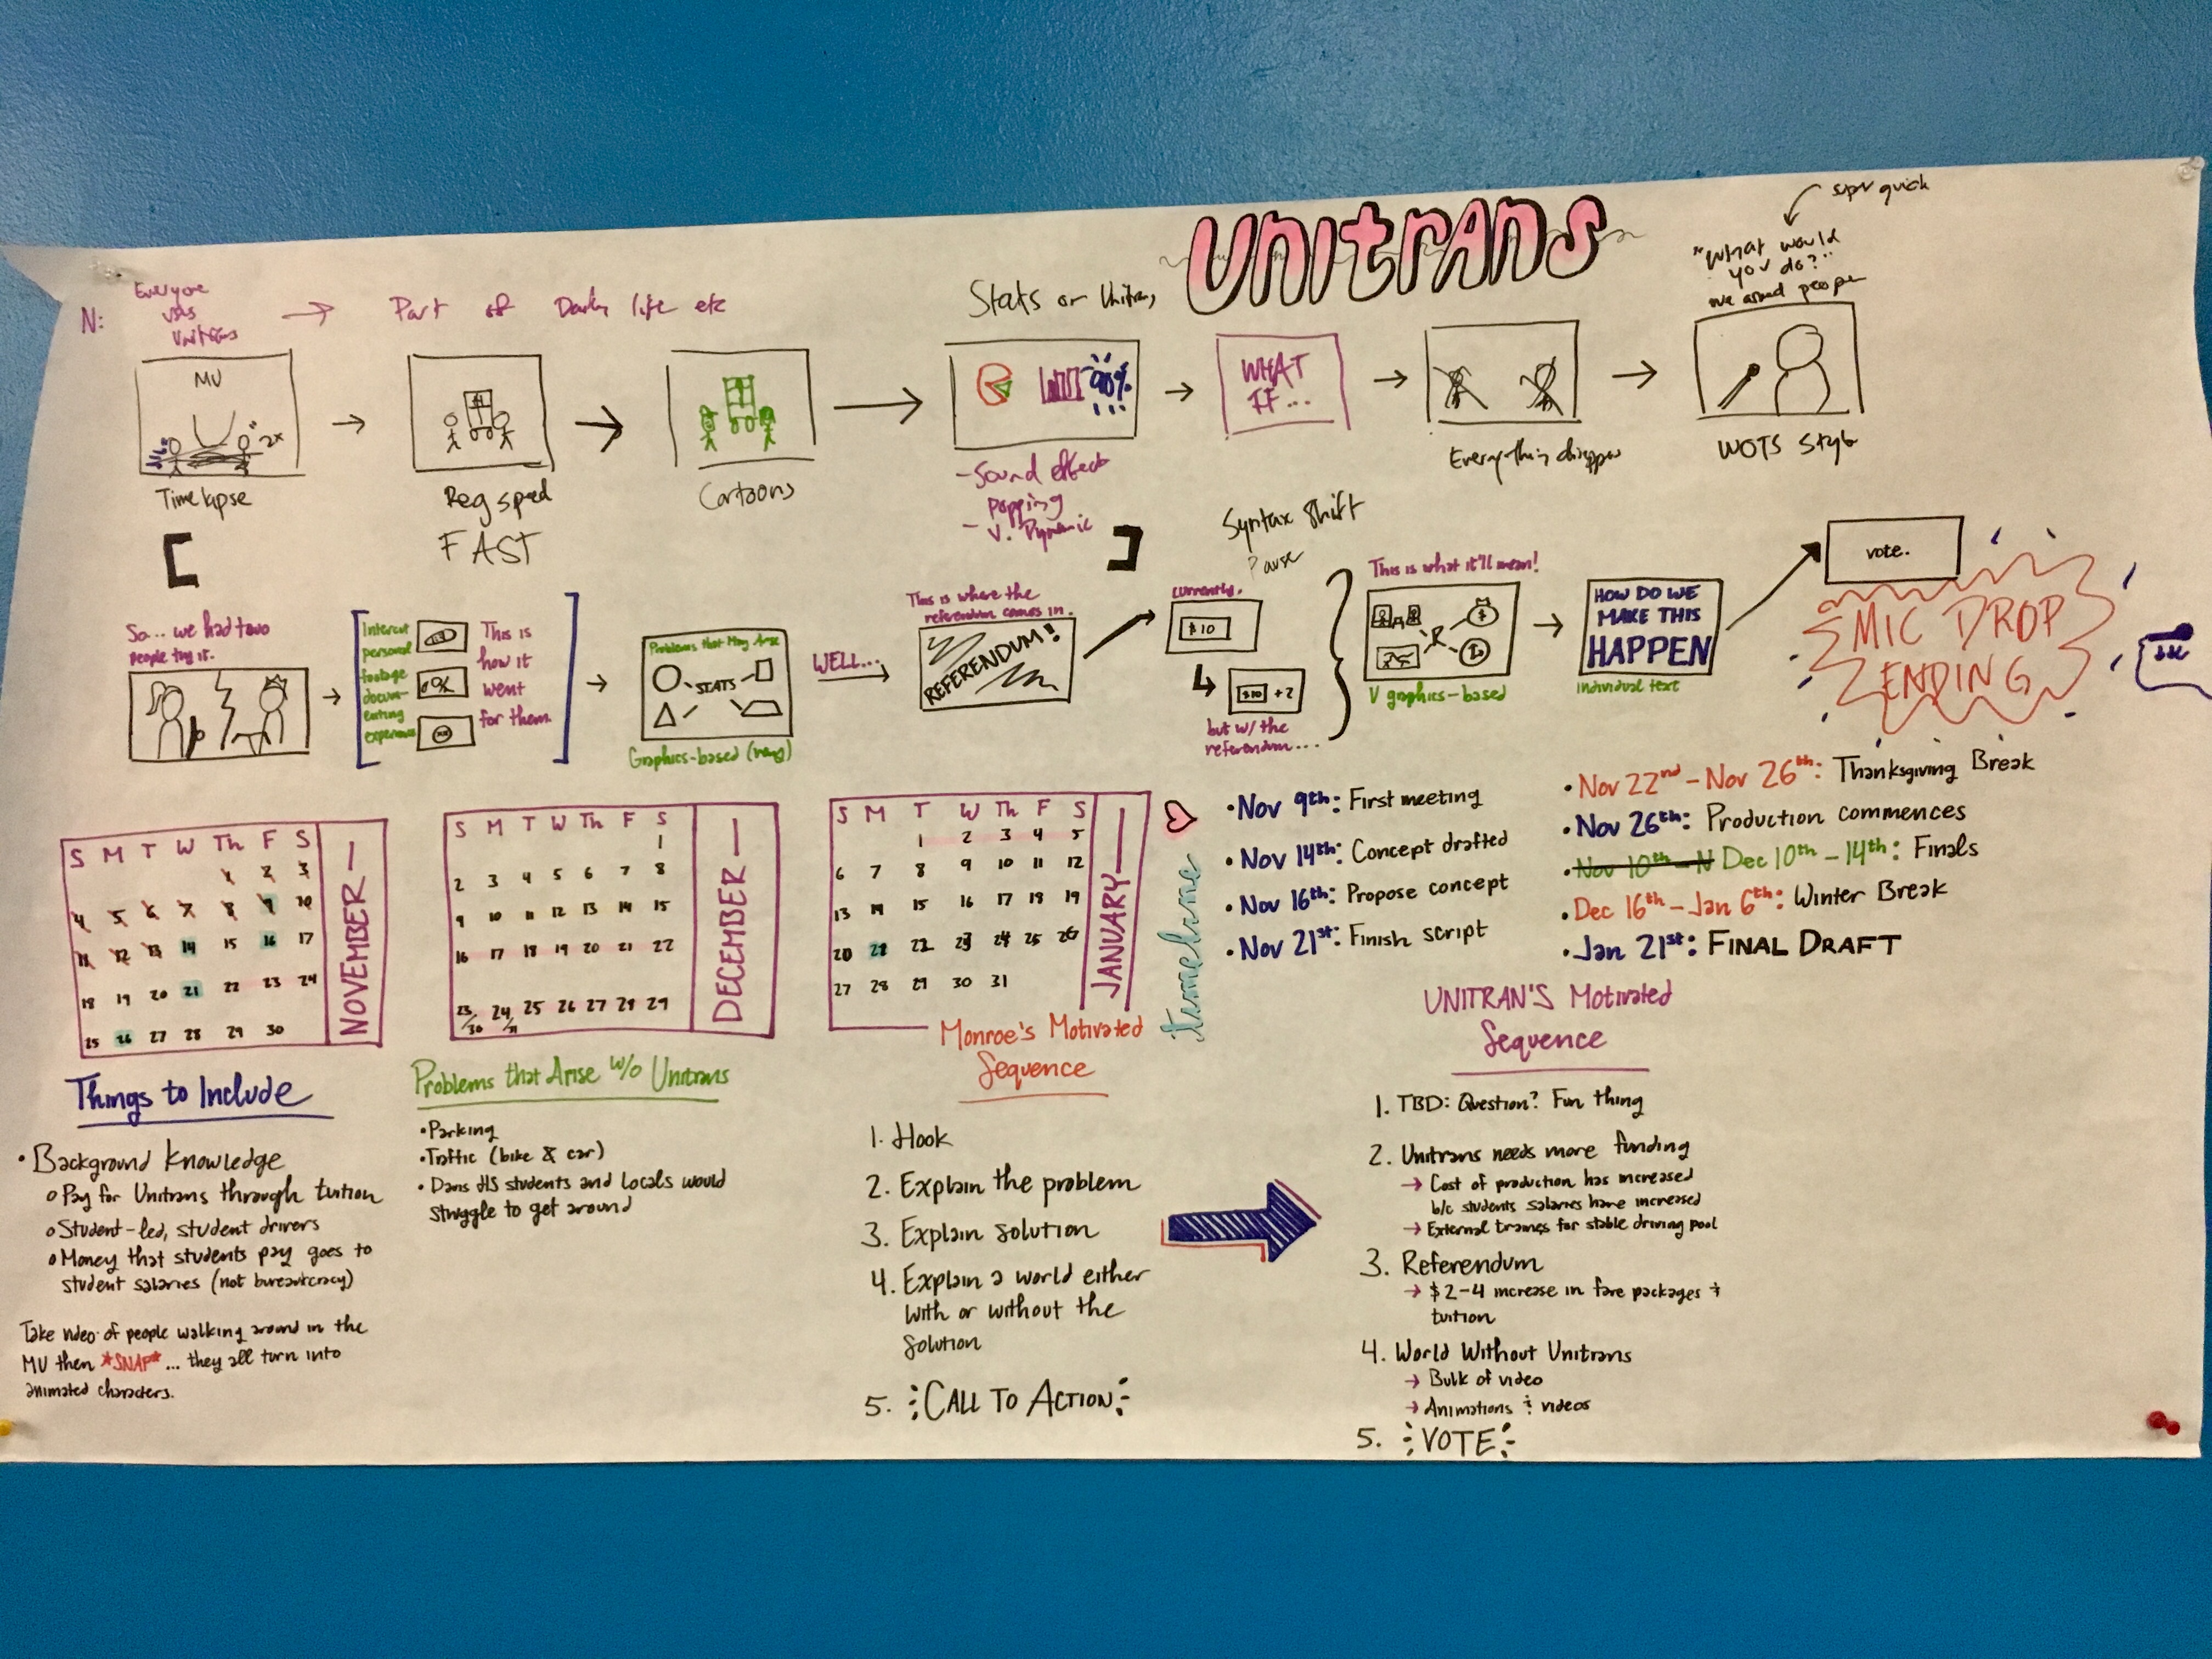 UNITRANS
supr quick
"What would
you do?"
we asked people
N:
Everyone
uses
Unitrans
Part of Daily life etc
Stats on Unitrans
MU
2x
Timelapse
Reg speed
FAST
Cartoons
90%
- Sound effect
popping
- V. Dynamic
WHAT
IF...
Everything disappears
WOTS Style
Syntax Shift
Pause
So... we had two
people try it.
Intercut
personal
footage
docum-
enting
experience
This is
how it
went
for them.
Problems that May Arise
STATS
Graphics-based (mang)
WELL...
This is where the
referendum comes in.
REFERENDUM!
currently,
$10
$10 +2
but w/ the
referendum...
This is what it'll mean!
V graphics-based
HOW DO WE
MAKE THIS
HAPPEN
individual text
vote.
MIC DROP
ENDING
S M T W Th F S
1 2 3
4 5 6 7 8 9 10
11 12 13 14 15 16 17
18 19 20 21 22 23 24
25 26 27 28 29 30
NOVEMBER
S M T W Th F S
1
2 3 4 5 6 7 8
9 10 11 12 13 14 15
16 17 18 19 20 21 22
23/30 24/31 25 26 27 28 29
DECEMBER
S M T W Th F S
1 2 3 4 5
6 7 8 9 10 11 12
13 14 15 16 17 18 19
20 21 22 23 24 25 26
27 28 29 30 31
JANUARY
timeline
• Nov 9th: First meeting
• Nov 14th: Concept drafted
• Nov 16th: Propose concept
• Nov 21st: Finish script
• Nov 22nd - Nov 26th: Thanksgiving Break
• Nov 26th: Production commences
• Nov 10th - N Dec 10th - 14th: Finals
• Dec 16th - Jan 6th: Winter Break
• Jan 21st: FINAL DRAFT
Things to Include
• Background Knowledge
o Pay for Unitrans through tuition
o Student-led, student drivers
o Money that students pay goes to
student salaries (not bureaucracy)
Take video of people walking around in the
MU then *SNAP* ... they all turn into
animated characters.
Problems that Arise w/o Unitrans
• Parking
• Traffic (bike & car)
• Davis HS students and locals would
struggle to get around
Monroe's Motivated
Sequence
1. Hook
2. Explain the problem
3. Explain solution
4. Explain a world either
with or without the
solution
5. CALL TO ACTION
UNITRAN'S Motivated
Sequence
1. TBD: Question? Fun thing
2. Unitrans needs more funding
→ Cost of production has increased
b/c students salaries have increased
→ External trames for stable driving pool
3. Referendum
→ $2-4 increase in fare packages &
tuition
4. World Without Unitrans
→ Bulk of video
→ Animations & videos
5. VOTE